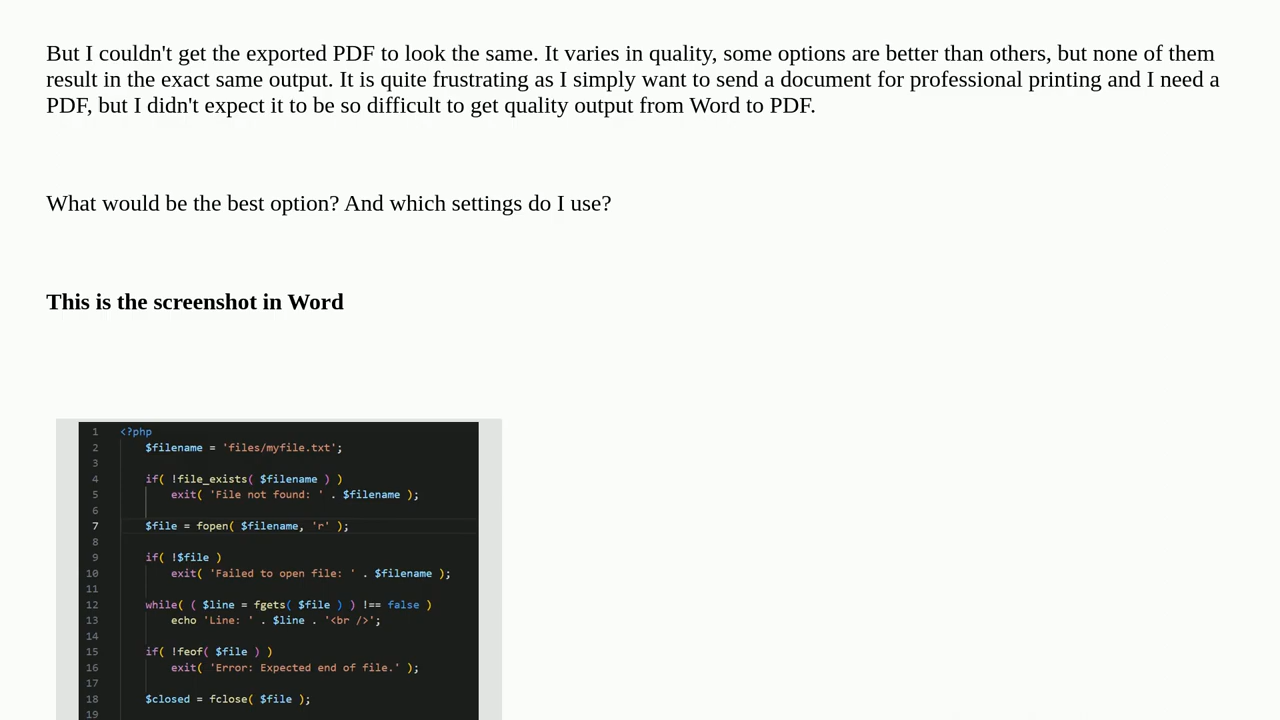 But I couldn't get the exported PDF to look the same. It varies in quality, some options are better than others, but none of them
result in the exact same output. It is quite frustrating as I simply want to send a document for professional printing and I need a
PDF, but I didn't expect it to be so difficult to get quality output from Word to PDF.
What would be the best option? And which settings do I use?
This is the screenshot in Word
1 <?php
2 $filename = 'files/myfile.txt';
3
4 if( !file_exists( $filename ) )
5 exit( 'File not found: ' . $filename );
6
7 $file = fopen( $filename, 'r' );
8
9 if( !$file )
10 exit( 'Failed to open file: ' . $filename );
11
12 while( ( $line = fgets( $file ) ) !== false )
13 echo 'Line: ' . $line . '<br />';
14
15 if( !feof( $file ) )
16 exit( 'Error: Expected end of file.' );
17
18 $closed = fclose( $file );
19